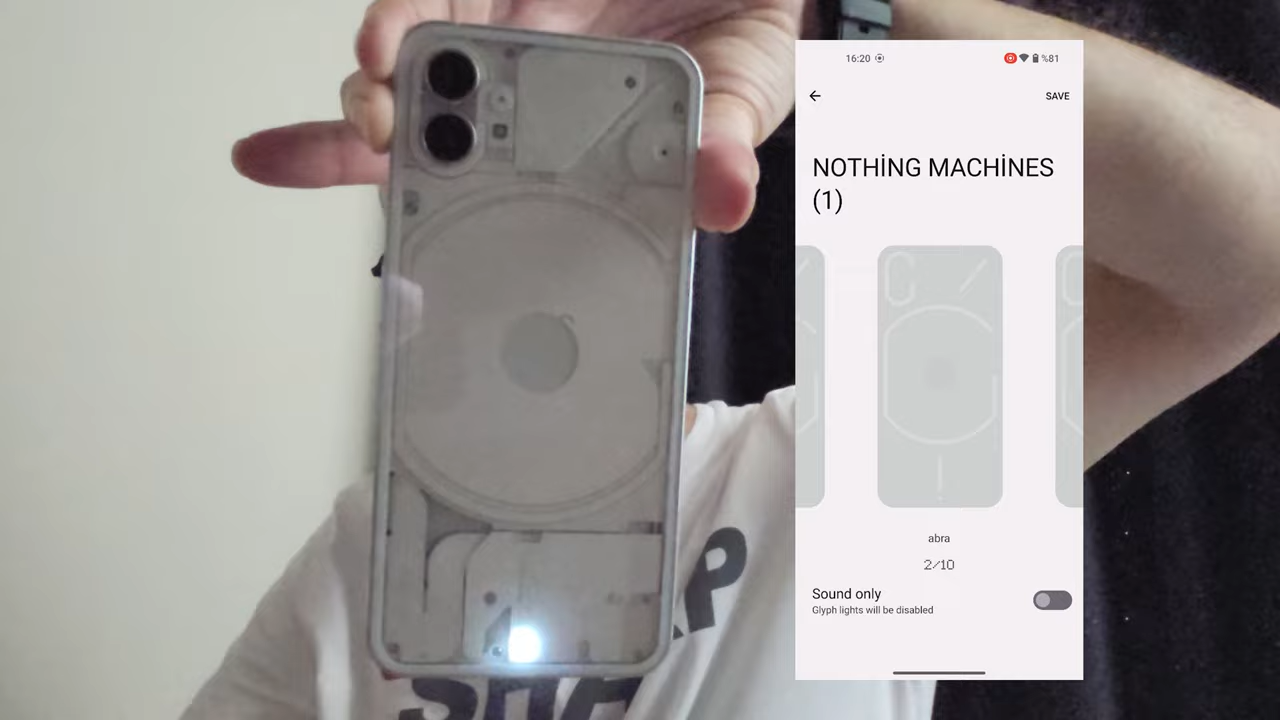 16:20
%81
SAVE
NOTHİNG MACHİNES
(1)
abra
2/10
Sound only
Glyph lights will be disabled